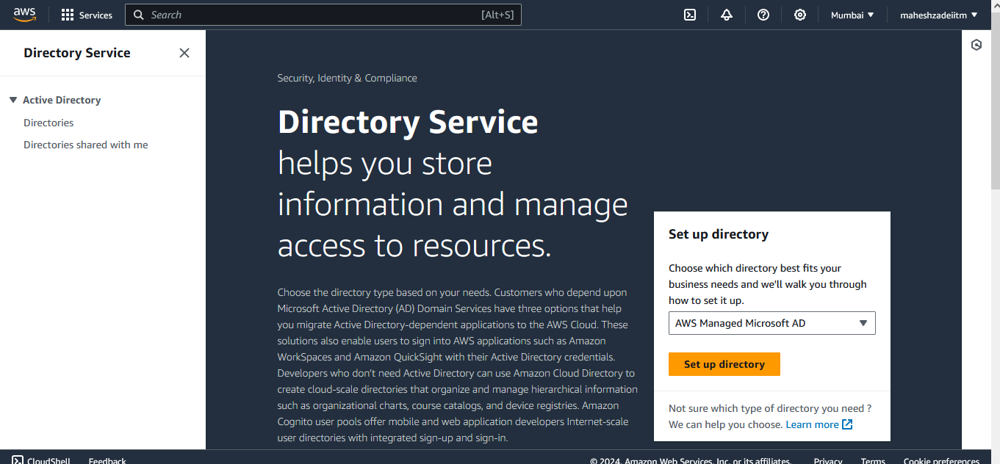 aws
Services
Search
[Alt+S]
Mumbai
maheshzadeiitm
Directory Service
Active Directory
Directories
Directories shared with me
Security, Identity & Compliance
Directory Service
helps you store
information and manage
access to resources.
Choose the directory type based on your needs. Customers who depend upon
Microsoft Active Directory (AD) Domain Services have three options that help
you migrate Active Directory-dependent applications to the AWS Cloud. These
solutions also enable users to sign into AWS applications such as Amazon
WorkSpaces and Amazon QuickSight with their Active Directory credentials.
Developers who don't need Active Directory can use Amazon Cloud Directory to
create cloud-scale directories that organize and manage hierarchical information
such as organizational charts, course catalogs, and device registries. Amazon
Cognito user pools offer mobile and web application developers Internet-scale
user directories with integrated sign-up and sign-in.
Set up directory
Choose which directory best fits your
business needs and we'll walk you through
how to set it up.
AWS Managed Microsoft AD
Set up directory
Not sure which type of directory you need ?
We can help you choose. Learn more
CloudShell
Feedback
© 2024, Amazon Web Services, Inc. or its affiliates.
Privacy
Terms
Cookie preferences